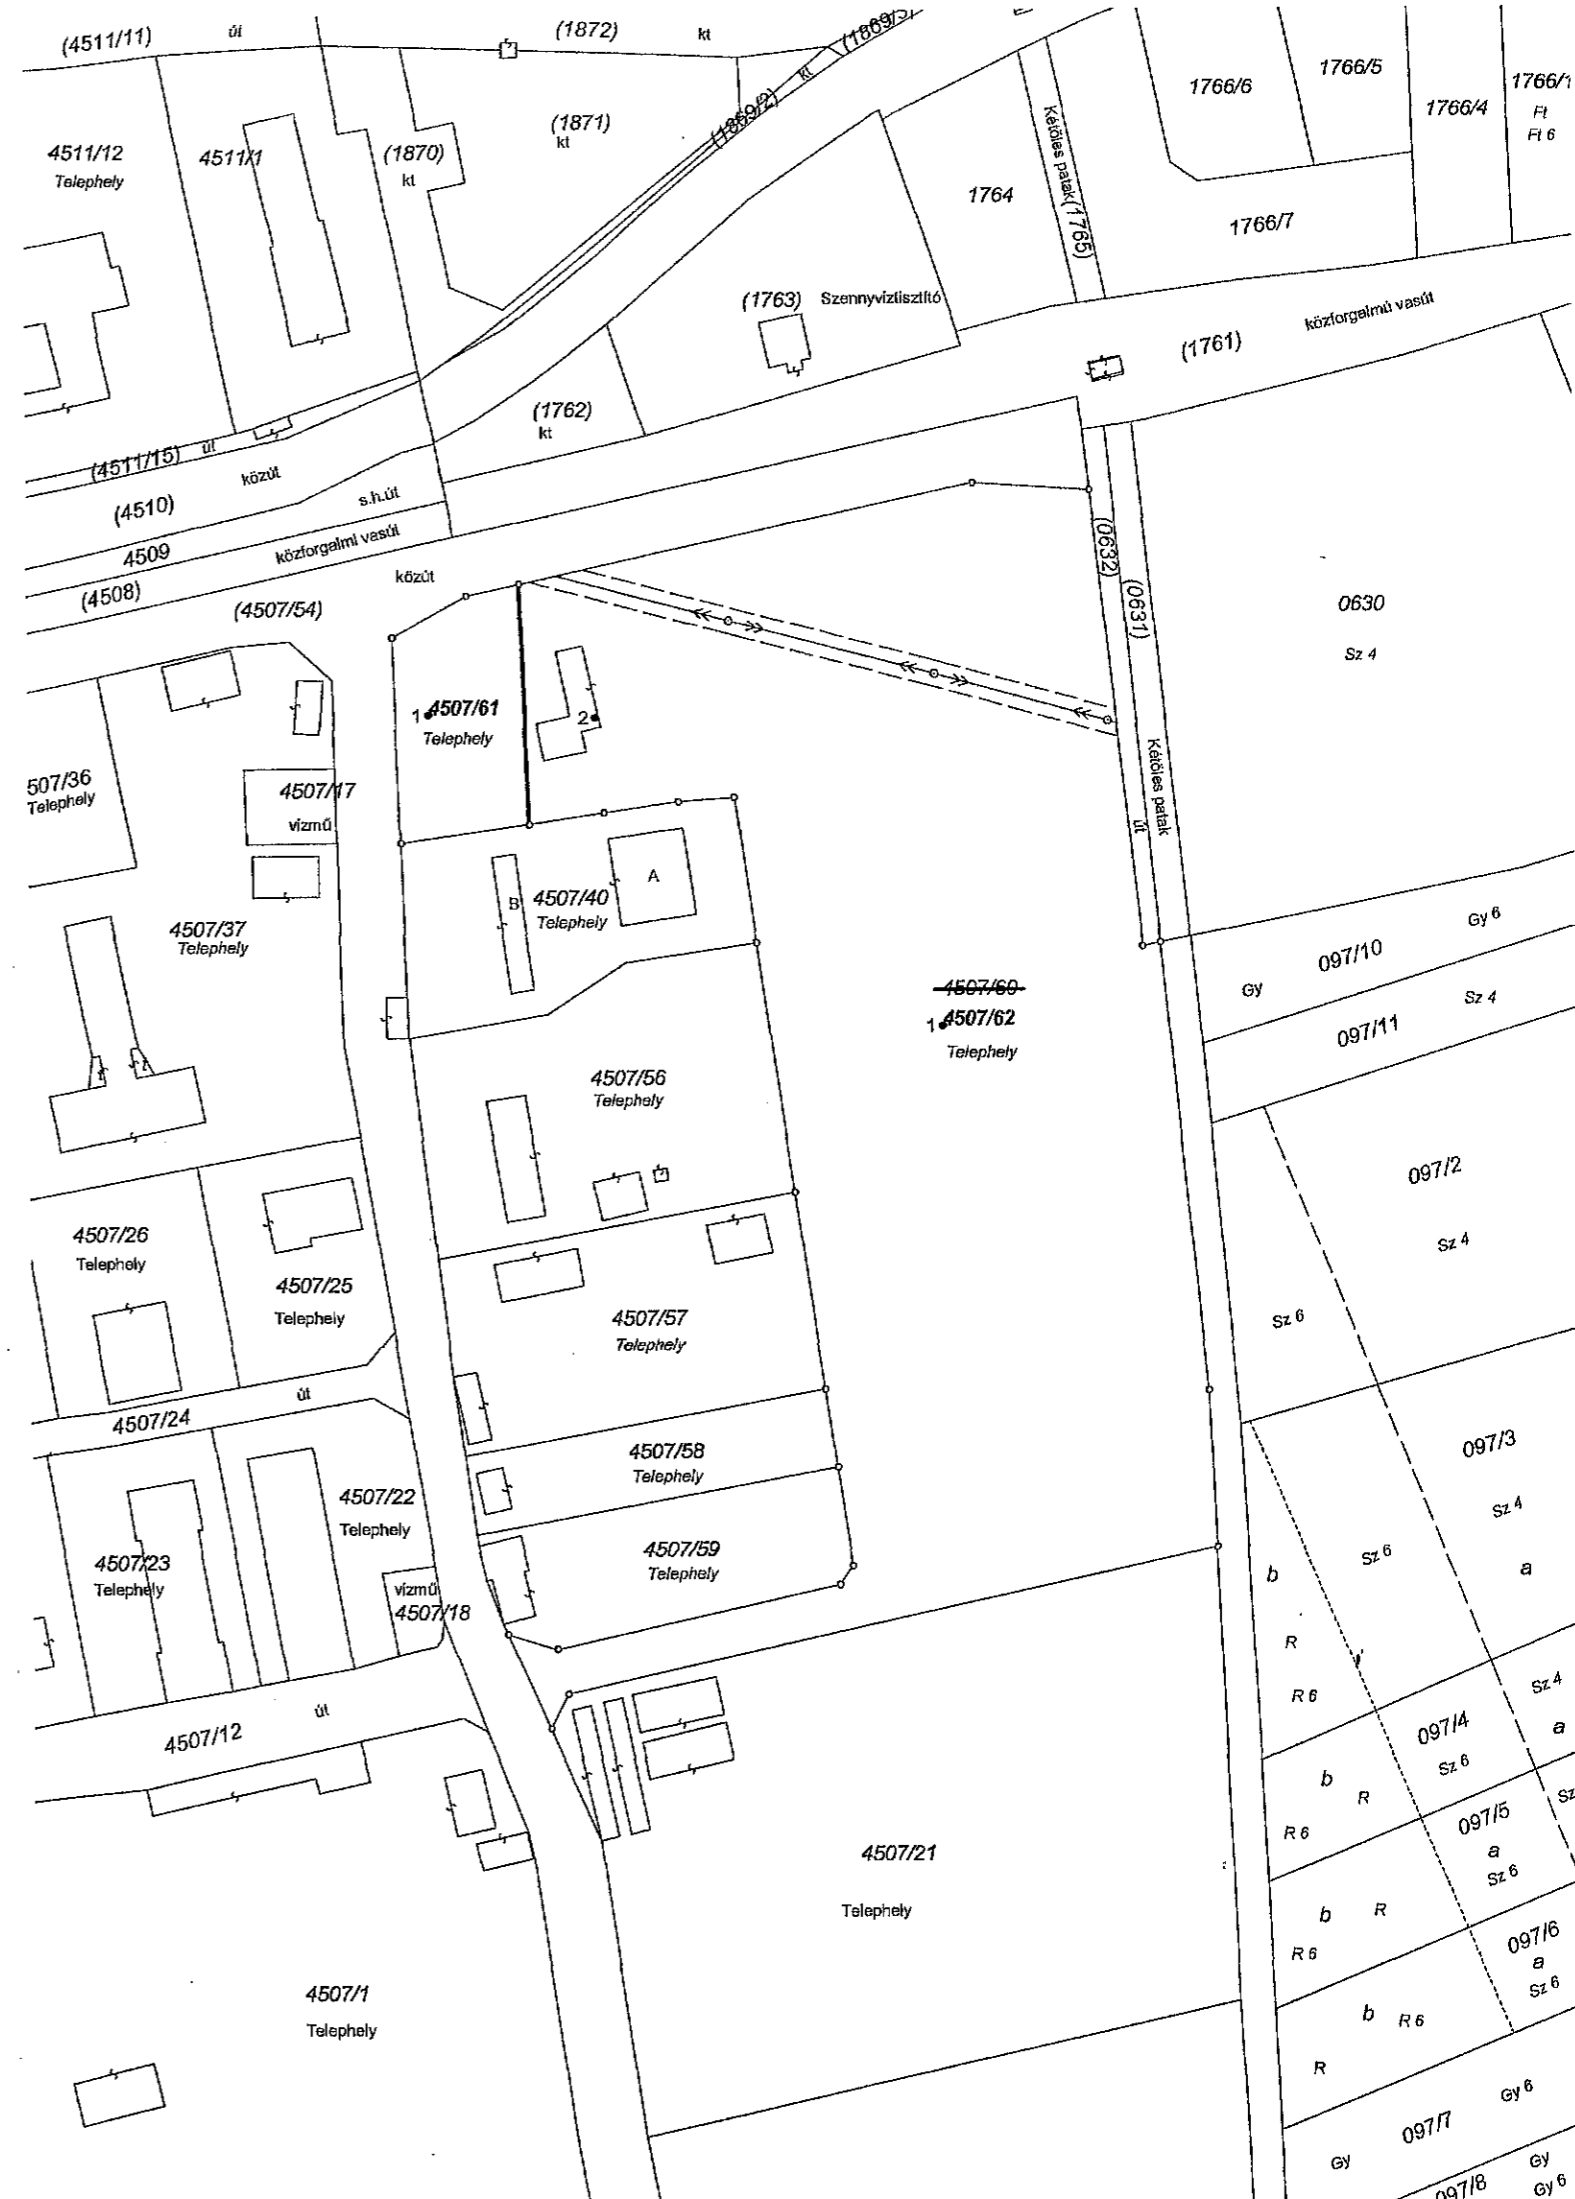 (4511/11)
út
(1872)
kt
(1869/3)
kt
1766/6
1766/5
1766/4
Ft
Ft 6
4511/12
Telephely
4511/1
(1870)
kt
(1871)
kt
(1869/2)
1764
Kétöles patak(1765)
1766/7
(1763)
Szennyvíztisztító
(1761)
közforgalmú vasút
(1762)
kt
(4511/15)
út
közút
(4510)
s.h.út
4509
közforgalmi vasút
(4508)
közút
(4507/54)
(0632)
(0631)
0630
Sz 4
1
4507/61
Telephely
2
507/36
Telephely
4507/17
vízmű
Kétöles patak
út
4507/37
Telephely
B
4507/40
Telephely
A
097/10
Gy 6
Gy
4507/60
1
4507/62
Telephely
097/11
Sz 4
4507/56
Telephely
097/2
Sz 4
4507/26
Telephely
4507/25
Telephely
4507/57
Telephely
Sz 6
út
4507/24
4507/58
Telephely
097/3
Sz 4
4507/22
Telephely
4507/23
Telephely
4507/59
Telephely
Sz 6
a
b
vízmű
4507/18
R
R 6
Sz 4
a
4507/12
út
097/4
Sz 6
b
R
R 6
Sz
097/5
a
Sz 6
4507/21
Telephely
b
R
R 6
097/6
a
Sz 6
4507/1
Telephely
b
R 6
R
Gy 6
097/7
Gy
Gy
Gy 6
097/8